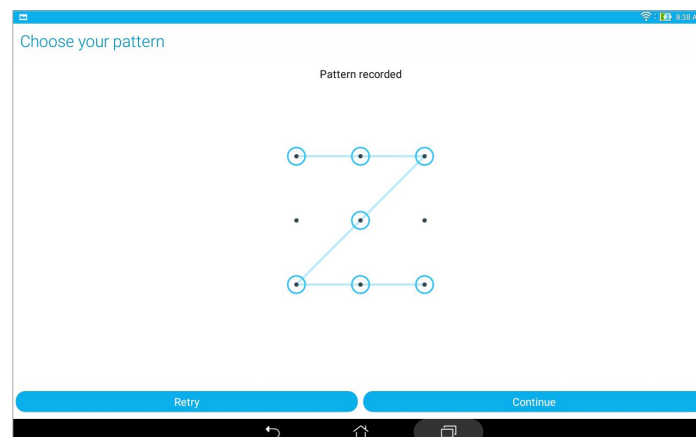 8:38 A
Choose your pattern
Pattern recorded
Retry
Continue